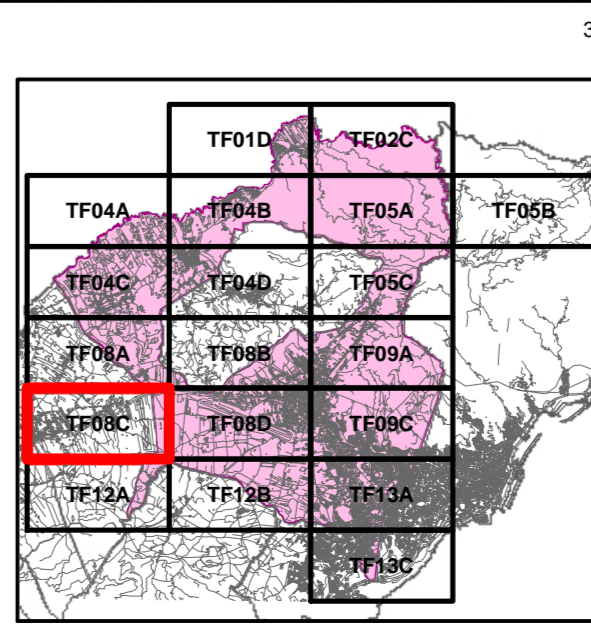 3
TF01D TF02C
TF04A TF04B TF05A TF05B
TF04C TF04D TF05C
TF08A TF08B TF09A
TF08C TF08D TF09C
TF12A TF12B TF13A
TF13C